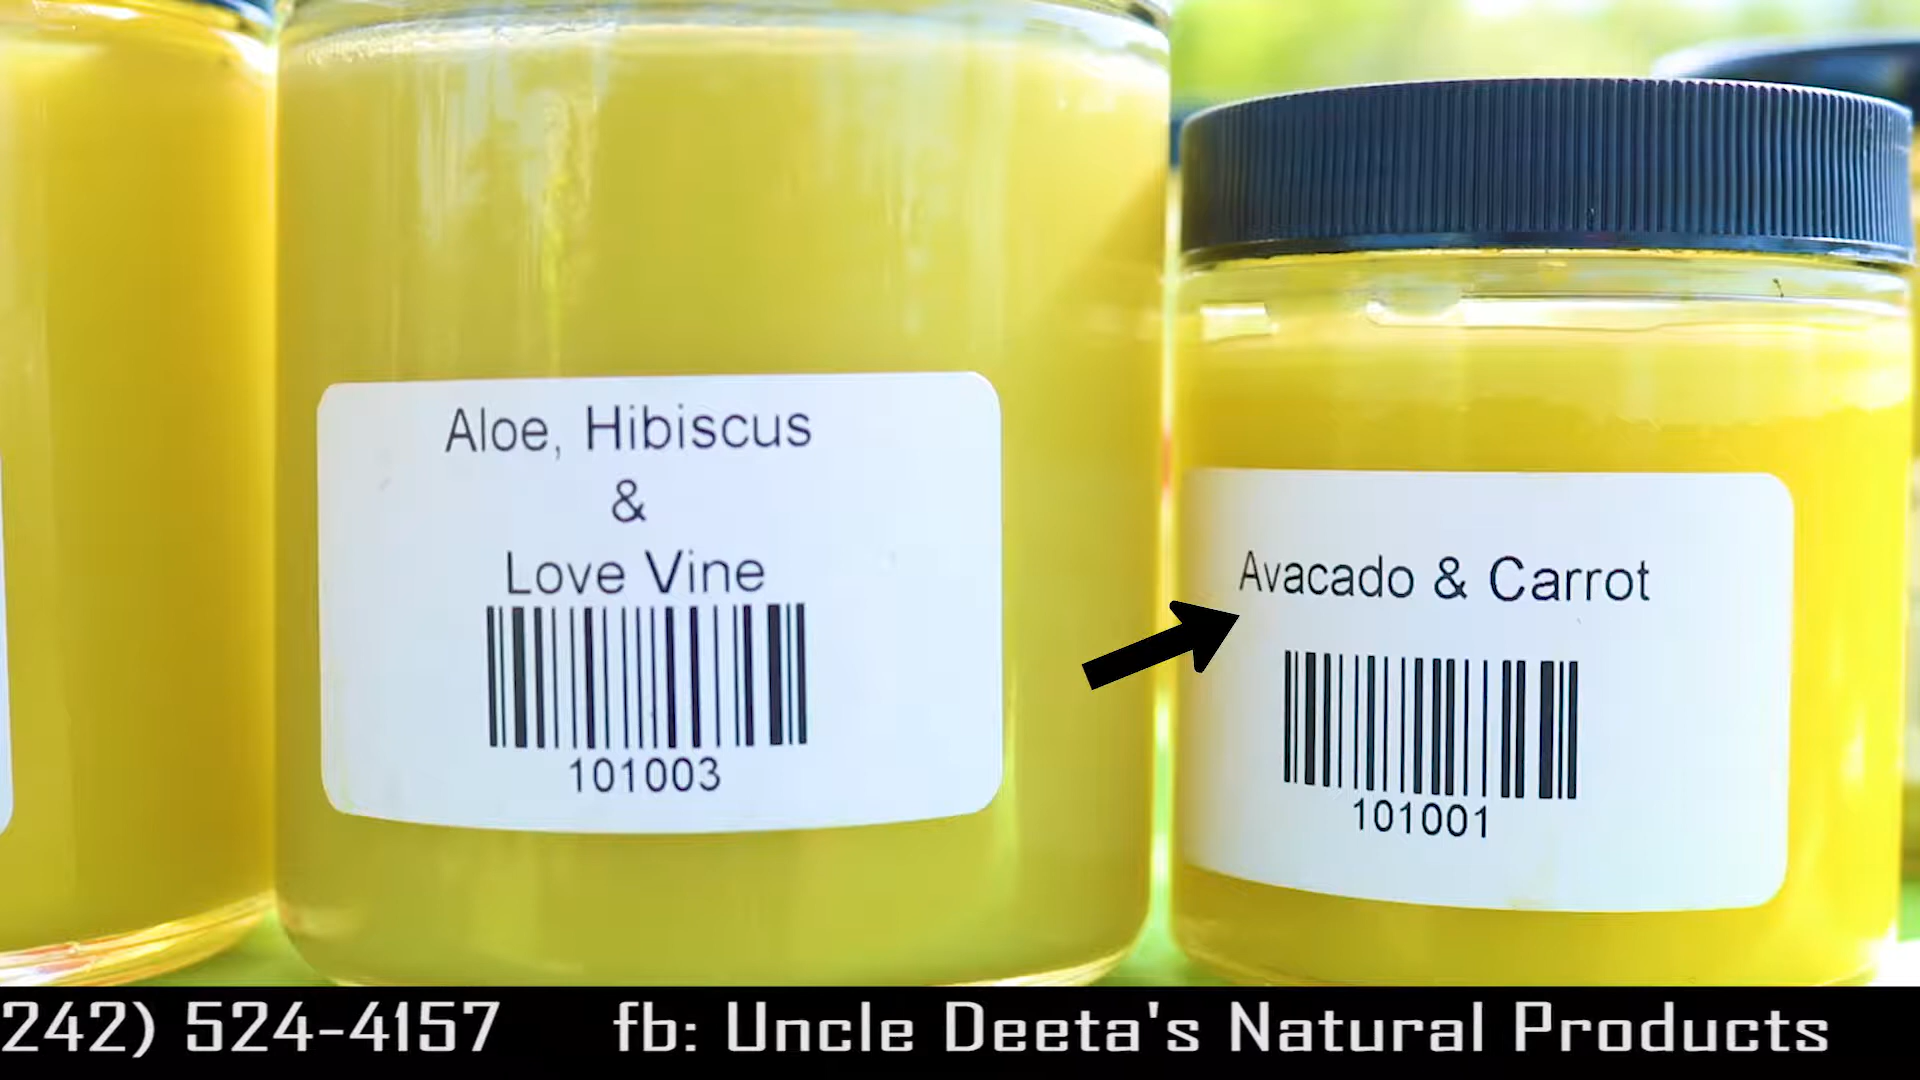 Aloe, Hibiscus
&
Love Vine
101003
Avacado & Carrot
101001
242) 524-4157 fb: Uncle Deeta's Natural Products